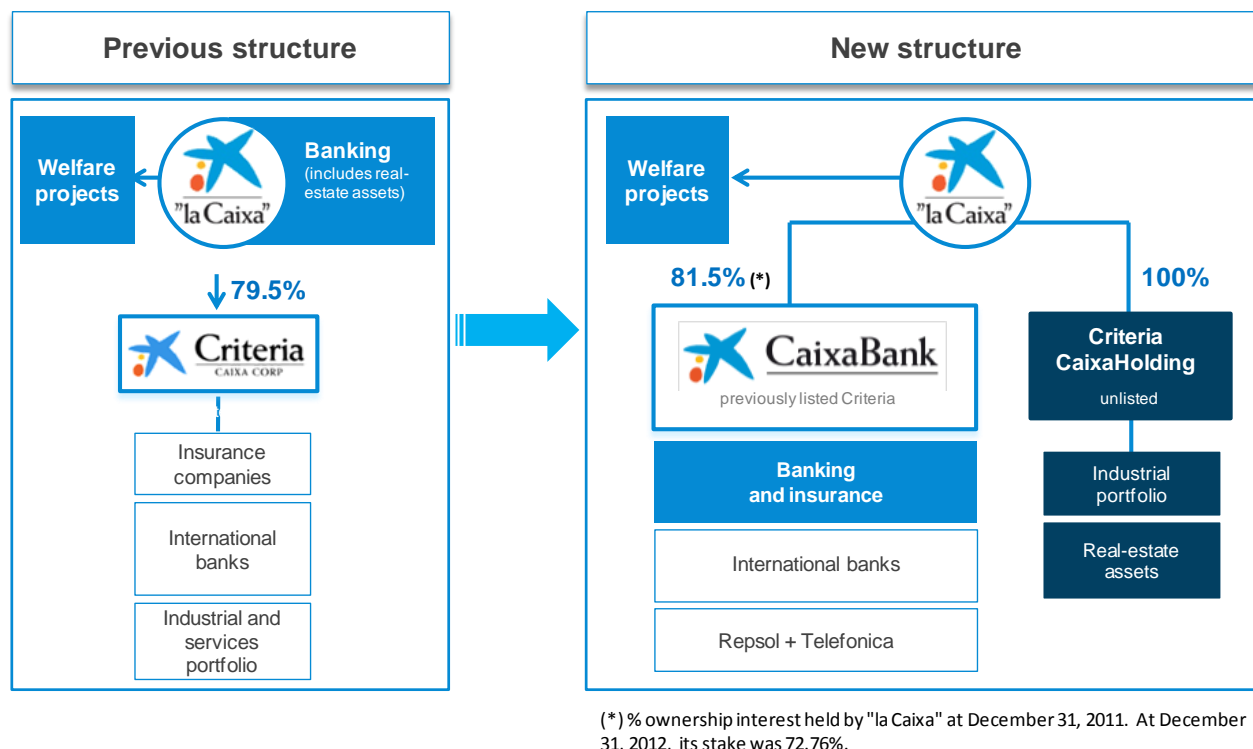 Previous structure
New structure
Welfare
projects
"la Caixa"
Banking
(includes real-
estate assets)
79.5%
Criteria
CAIXA CORP
Insurance
companies
International
banks
Industrial and
services
portfolio
Welfare
projects
"la Caixa"
81.5% (*)
100%
CaixaBank
previously listed Criteria
Banking
and insurance
International banks
Repsol + Telefonica
Criteria
CaixaHolding
unlisted
Industrial
portfolio
Real-estate
assets
(*) % ownership interest held by "la Caixa" at December 31, 2011. At December
31, 2012, its stake was 72.76%.